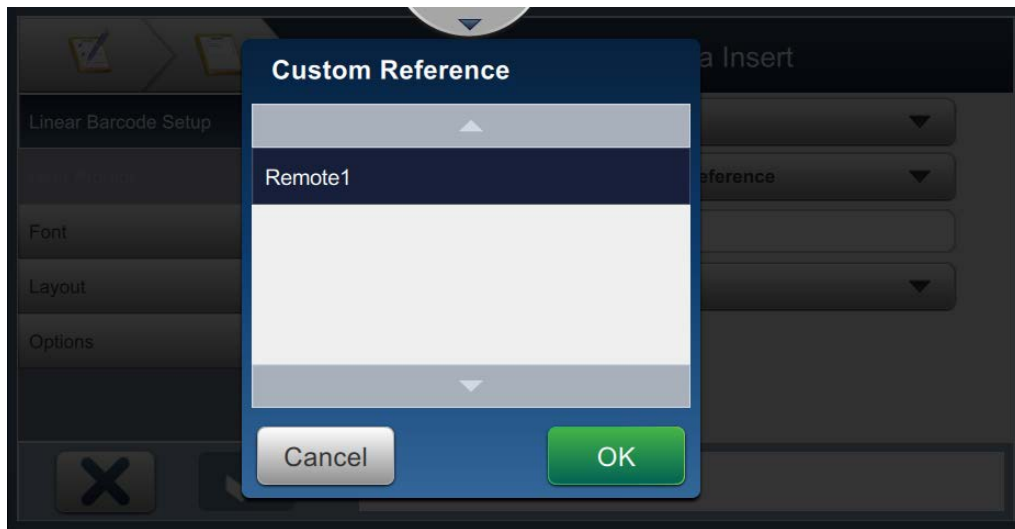 Custom Reference
a Insert
Linear Barcode Setup
Remote1
eference
Font
Layout
Options
Cancel
OK